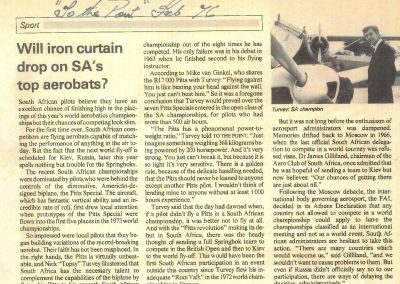 "To the Point" Feb 76
Sport
Will iron curtain
drop on SA's
top aerobats?
South African pilots believe they have an
excellent chance of finishing high in the plac-
ings of this year's world aerobatics champion-
ships but their chances of competing look slim.
For the first time ever, South African com-
petitors are flying aerobats capable of match-
ing the performance of anything in the air to-
day. But the fact that the next world fly-off is
scheduled for Kiev, Russia, later this year
spells nothing but trouble for the Springboks.
The recent South African championships
were dominated by pilots who were behind the
controls of the diminutive, American-de-
signed biplane, the Pitts Special. The aircraft,
which has fantastic vertical ability and an in-
credible rate of roll, first drew local attention
when prototypes of the Pitts Special were
flown into the first five places in the 1973 world
championships.
So impressed were local pilots that they be-
gan building variations of the record-breaking
aerobat. Their faith has not been misplaced. In
the right hands, the Pitts is virtually unbeat-
able, and Nick "Topsy" Turvey illustrated that
South Africa has the necessary talent to
complement the capabilities of the biplane by
championship out of the eight times he has
competed. His only failure was in his debut in
1963 when he finished second to his flying
instructor.
According to Mike van Ginkel, who shares
the R17 000 Pitts with Turvey: "Flying against
him is like bearing your head against the wall.
You just can't beat him." So it was a foregone
conclusion that Turvey would prevail over the
seven Pitts Specials entered in the open class of
the SA championships, for pilots who had
more than 500 air hours.
"The Pitts has a phenomenal power-to-
weight ratio," Turvey told TO THE POINT. "Just
imagine something weighing 368 kilograms be-
ing powered by 200 horsepower. And it's very
strong. You just can't break it, but because it is
so light it's very sensitive. There is a golden
rule, because of the delicate handling needed,
that the Pitts should never be loaned to anyone
except another Pitts pilot. I wouldn't think of
lending mine to anyone without at least 1000
hours experience."
Turvey said that the day had dawned when,
if a pilot didn't fly a Pitts in a South African
championship, it was better not to fly at all.
And with the "Pitts revolution" making its de-
but in South Africa, there was the heady
thought of sending a full Springbok team to
compete in the British Open and then to Kiev
to the world fly-off. This would have been the
first South African participation in an event
outside this country since Turvey flew his in-
adequate "Rosi Valk" in the 1972 world cham-
Turvey: SA champion
But it was not long before the enthusiasm of
aerosport administrators was dampened.
Memories drifted back to Moscow in 1966,
when the last official South African delega-
tion to compete in a world contest was refu-
sed visas. Dr James Gilliland, chairman of the
Aero Club of South Africa, once admitted that
he was hopeful of sending a team to Kiev but
now believes: "Our chances of getting there
are just about nil."
Following the Moscow debacle, the inter-
national body governing aerosport, the FAI,
decided in its Athens Declaration that any
country not allowed to compete in a world
championship could apply to have the
championships classified as an international
meeting and not as a world event. South Af-
rican administrators are hesitant to take this
action. "There are many countries which
would welcome us," said Gilliland, "and we
wouldn't want to cause problems to them. But
even if Russia didn't officially say no to our
participation, there are ways of delaying the